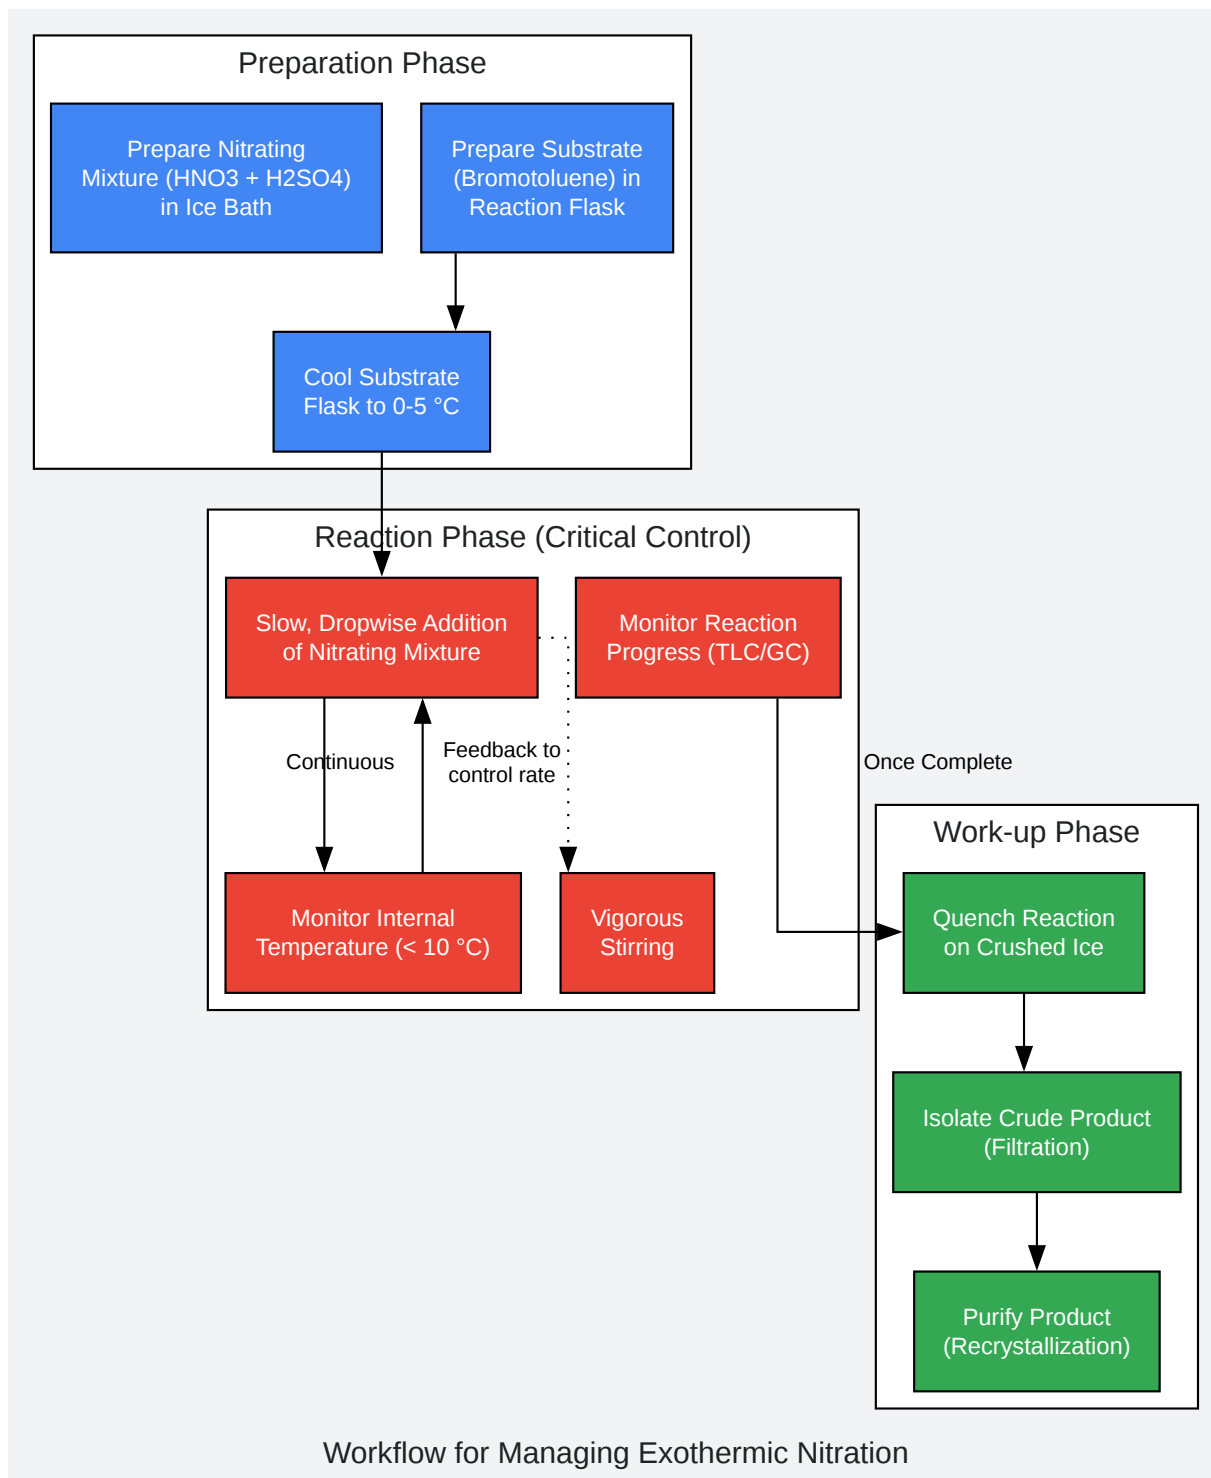 Preparation Phase
Prepare Nitrating
Mixture (HNO3 + H2SO4)
in Ice Bath
Prepare Substrate
(Bromotoluene) in
Reaction Flask
Cool Substrate
Flask to 0-5 °C
Reaction Phase (Critical Control)
Slow, Dropwise Addition
of Nitrating Mixture
Monitor Reaction
Progress (TLC/GC)
Continuous
Feedback to
control rate
Once Complete
Monitor Internal
Temperature (< 10 °C)
Vigorous
Stirring
Work-up Phase
Quench Reaction
on Crushed Ice
Isolate Crude Product
(Filtration)
Purify Product
(Recrystallization)
Workflow for Managing Exothermic Nitration